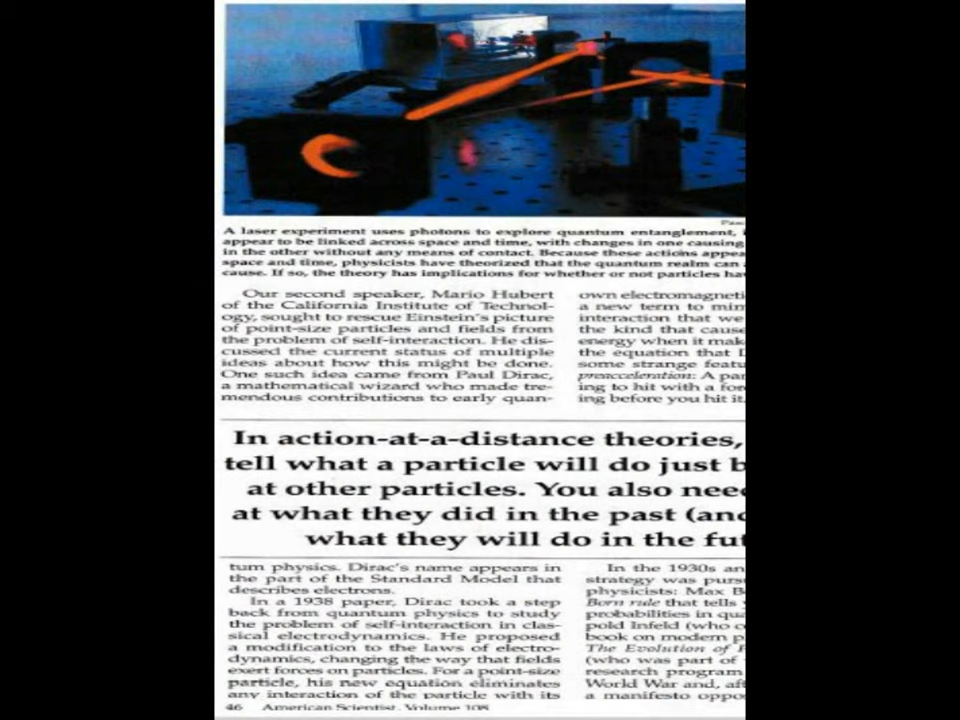 A laser experiment uses photons to explore quantum entanglement,
appear to be linked across space and time, with changes in one causing
in the other without any means of contact. Because these actions appea
space and time, physicists have theorized that the quantum realm can
cause. If so, the theory has implications for whether or not particles hav
Our second speaker, Mario Hubert
of the California Institute of Technol-
ogy, sought to rescue Einstein's picture
of point-size particles and fields from
the problem of self-interaction. He dis-
cussed the current status of multiple
ideas about how this might be done.
One such idea came from Paul Dirac,
a mathematical wizard who made tre-
mendous contributions to early quan-
own electromagneti
a new term to mim
interaction that we
the kind that cause
energy when it mak
the equation that D
some strange featu
preacceleration: A par
ing to hit with a for
ing before you hit it.
In action-at-a-distance theories,
tell what a particle will do just b
at other particles. You also need
at what they did in the past (and
what they will do in the fut
tum physics. Dirac's name appears in
the part of the Standard Model that
describes electrons.
In a 1938 paper, Dirac took a step
back from quantum physics to study
the problem of self-interaction in clas-
sical electrodynamics. He proposed
a modification to the laws of electro-
dynamics, changing the way that fields
exert forces on particles. For a point-size
particle, his new equation eliminates
any interaction of the particle with its
In the 1930s an
strategy was purs
physicists: Max B
Born rule that tells
probabilities in qua
pold Infeld (who c
book on modern p
The Evolution of P
(who was part of
research program
World War and, aft
a manifesto oppo
46 American Scientist, Volume 108